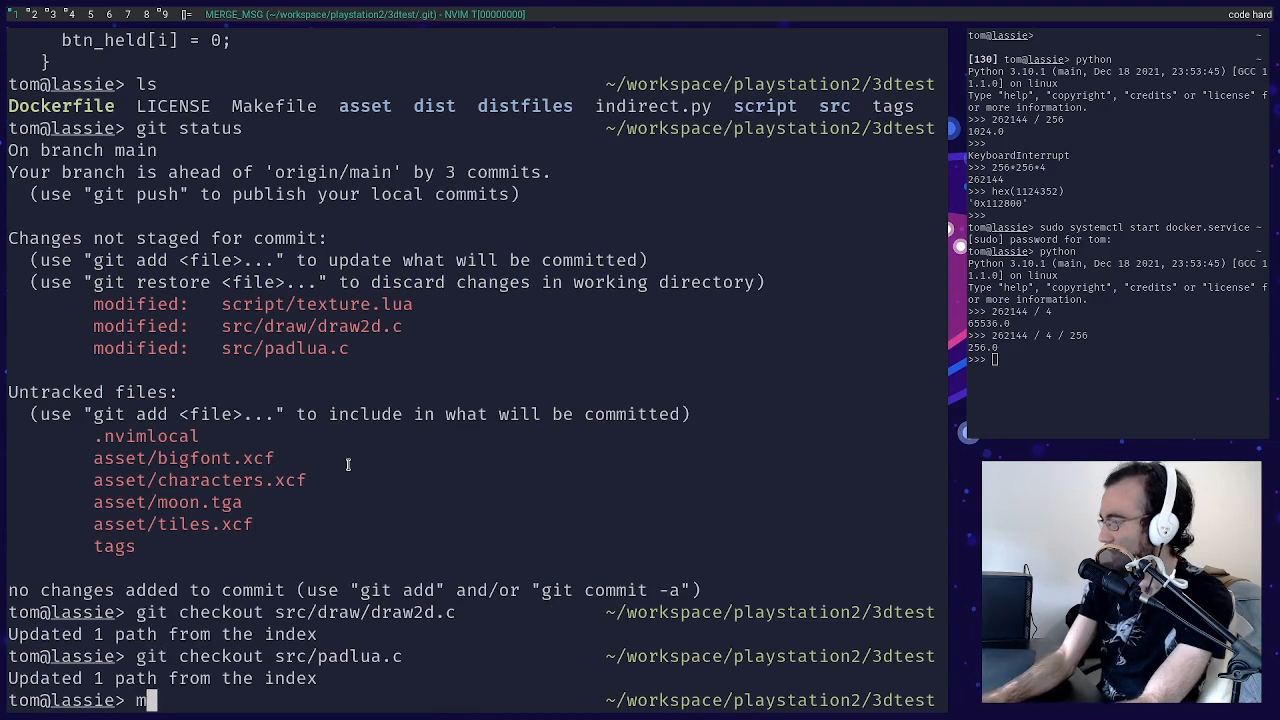 1 2 3 4 5 6 7 8 9 []= MERGE_MSG (~/workspace/playstation2/3dtest/.git) - NVIM T[00000000] code hard
btn_held[i] = 0;
}
tom@lassie> ls ~/workspace/playstation2/3dtest
Dockerfile LICENSE Makefile asset dist distfiles indirect.py script src tags
tom@lassie> git status ~/workspace/playstation2/3dtest
On branch main
Your branch is ahead of 'origin/main' by 3 commits.
(use "git push" to publish your local commits)
Changes not staged for commit:
(use "git add <file>..." to update what will be committed)
(use "git restore <file>..." to discard changes in working directory)
modified: script/texture.lua
modified: src/draw/draw2d.c
modified: src/padlua.c
Untracked files:
(use "git add <file>..." to include in what will be committed)
.nvimlocal
asset/bigfont.xcf
asset/characters.xcf
asset/moon.tga
asset/tiles.xcf
tags
no changes added to commit (use "git add" and/or "git commit -a")
tom@lassie> git checkout src/draw/draw2d.c ~/workspace/playstation2/3dtest
Updated 1 path from the index
tom@lassie> git checkout src/padlua.c ~/workspace/playstation2/3dtest
Updated 1 path from the index
tom@lassie> m ~/workspace/playstation2/3dtest
tom@lassie> ~
[130] tom@lassie> python ~
Python 3.10.1 (main, Dec 18 2021, 23:53:45) [GCC 1
1.1.0] on linux
Type "help", "copyright", "credits" or "license" f
or more information.
>>> 262144 / 256
1024.0
>>>
KeyboardInterrupt
>>> 256*256*4
262144
>>> hex(1124352)
'0x112800'
>>>
tom@lassie> sudo systemctl start docker.service ~
[sudo] password for tom:
tom@lassie> python ~
Python 3.10.1 (main, Dec 18 2021, 23:53:45) [GCC 1
1.1.0] on linux
Type "help", "copyright", "credits" or "license" f
or more information.
>>> 262144 / 4
65536.0
>>> 262144 / 4 / 256
256.0
>>>